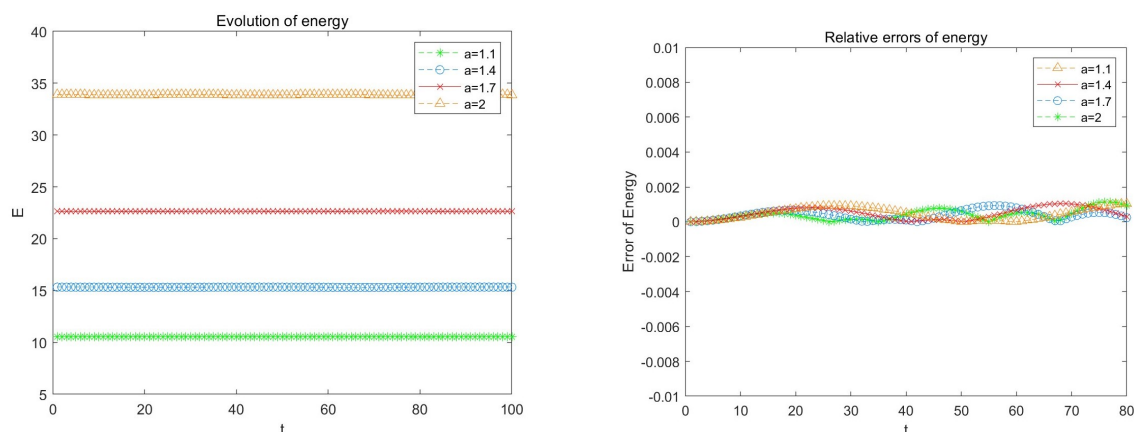 Evolution of energy
40
35
30
25
20
15
10
5
E
0 20 40 60 80 100
t
a=1.1
a=1.4
a=1.7
a=2
Relative errors of energy
0.01
0.008
0.006
0.004
0.002
0
-0.002
-0.004
-0.006
-0.008
-0.01
Error of Energy
0 10 20 30 40 50 60 70 80
t
a=1.1
a=1.4
a=1.7
a=2